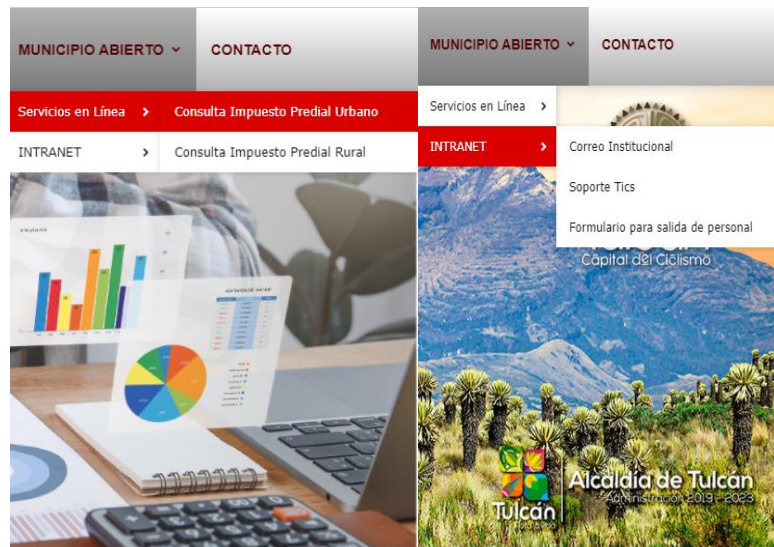 MUNICIPIO ABIERTO
CONTACTO
Servicios en Línea
Consulta Impuesto Predial Urbano
INTRANET
Consulta Impuesto Predial Rural
MUNICIPIO ABIERTO
CONTACTO
Servicios en Línea
INTRANET
Correo Institucional
Soporte Tics
Formulario para salida de personal
Capital del Ciclismo
Alcaldía de Tulcán
Administración 2019 - 2023
Tulcán